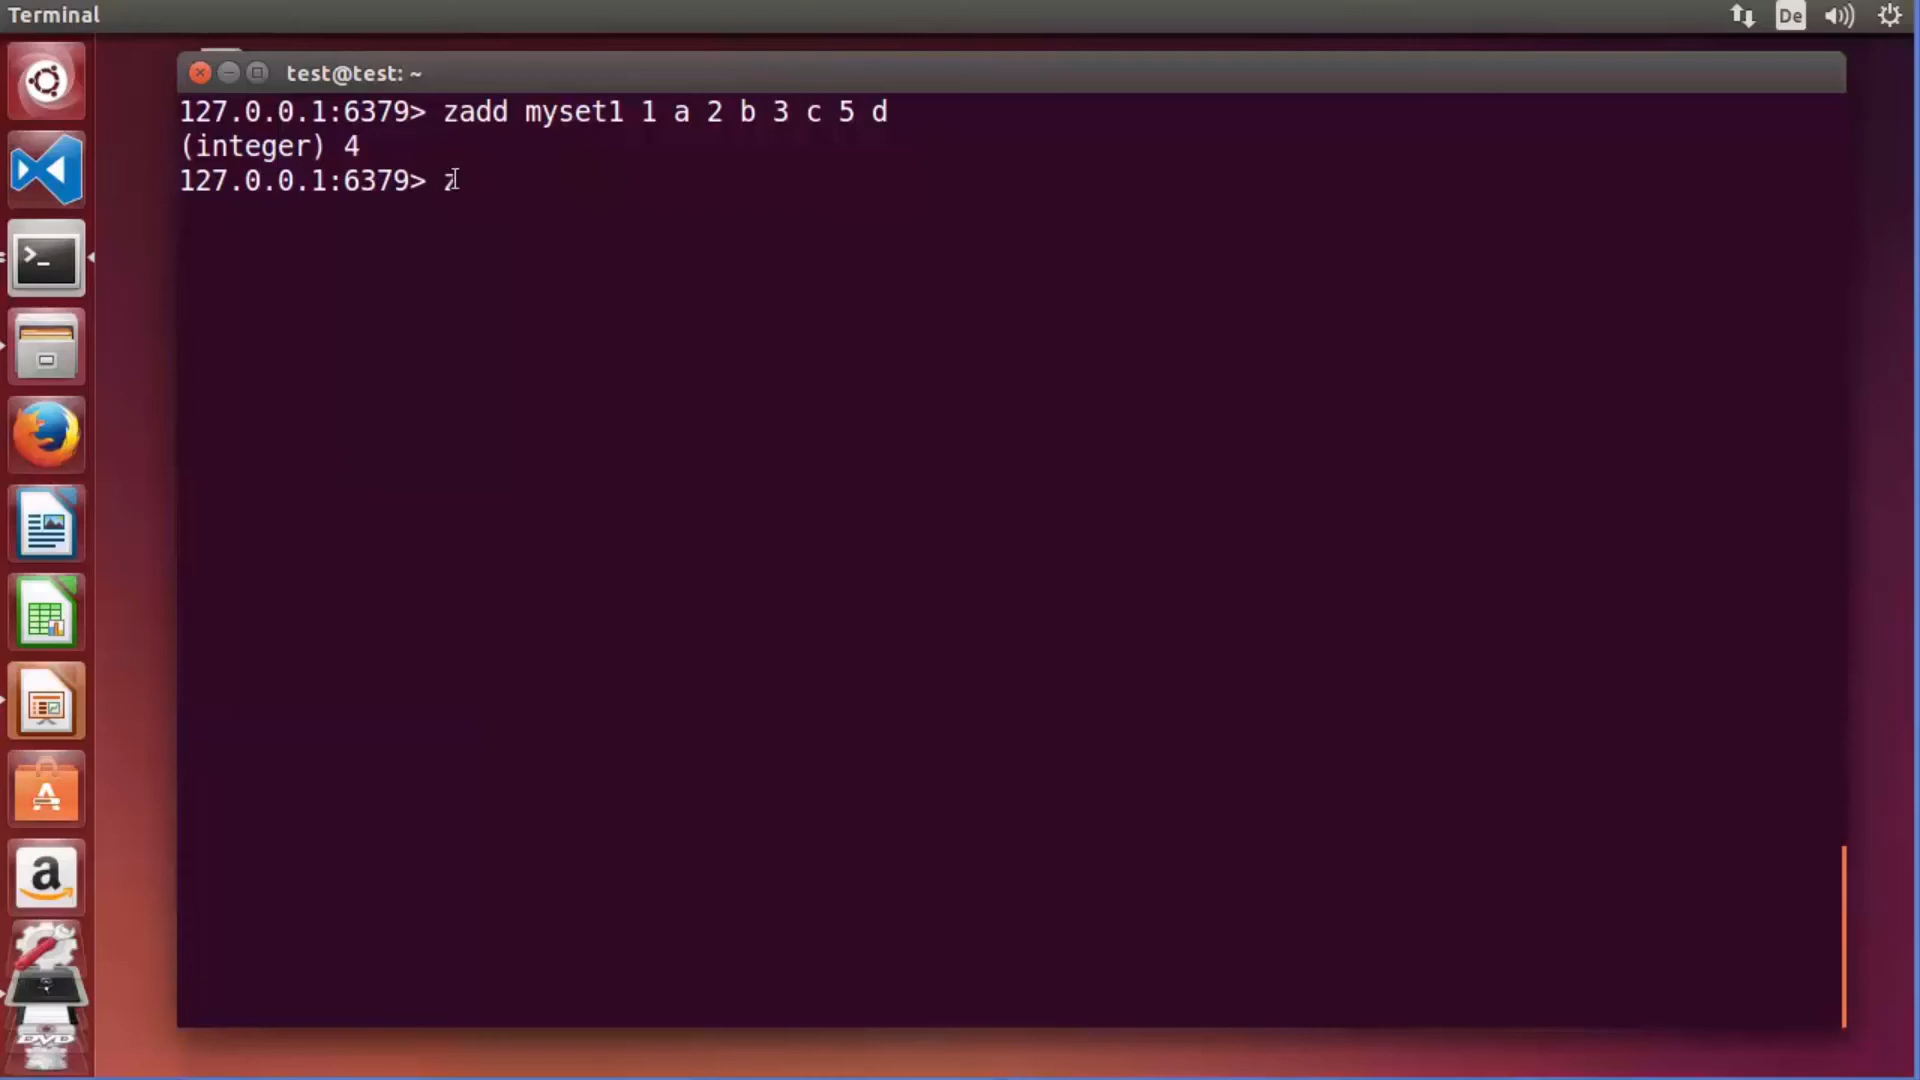 Terminal
De
test@test: ~
127.0.0.1:6379> zadd myset1 1 a 2 b 3 c 5 d
(integer) 4
127.0.0.1:6379> z
>_
A
a
DVD